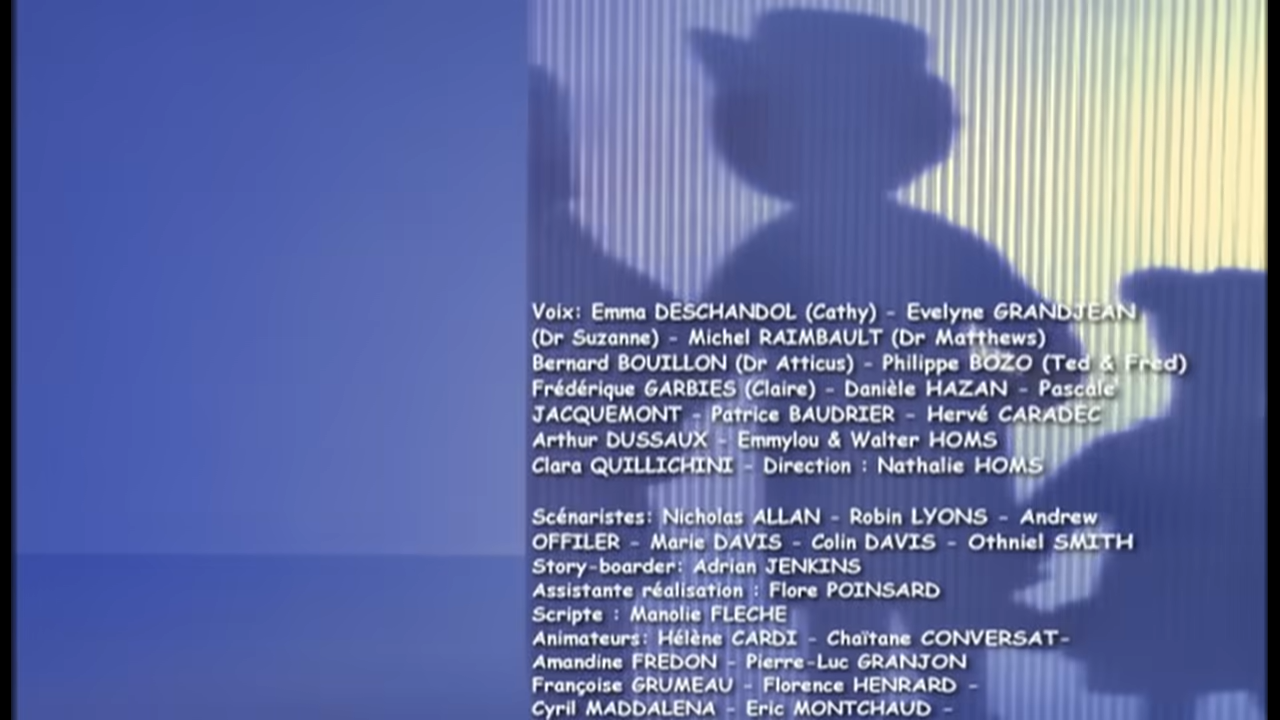 Voix: Emma DESCHANDOL (Cathy) - Evelyne GRANDJEAN
(Dr Suzanne) - Michel RAIMBAULT (Dr Matthews)
Bernard BOUILLON (Dr Atticus) - Philippe BOZO (Ted & Fred)
Frédérique GARBIES (Claire) - Danièle HAZAN - Pascale
JACQUEMONT - Patrice BAUDRIER - Hervé CARADEC
Arthur DUSSAUX - Emmylou & Walter HOMS
Clara QUILLICHINI - Direction : Nathalie HOMS
Scénaristes: Nicholas ALLAN - Robin LYONS - Andrew
OFFILER - Marie DAVIS - Colin DAVIS - Othniel SMITH
Story-boarder: Adrian JENKINS
Assistante réalisation : Flore POINSARD
Scripte : Manolie FLECHE
Animateurs: Hélène CARDI - Chaïtane CONVERSAT-
Amandine FREDON - Pierre-Luc GRANJON
Françoise GRUMEAU - Florence HENRARD -
Cyril MADDALENA - Eric MONTCHAUD -